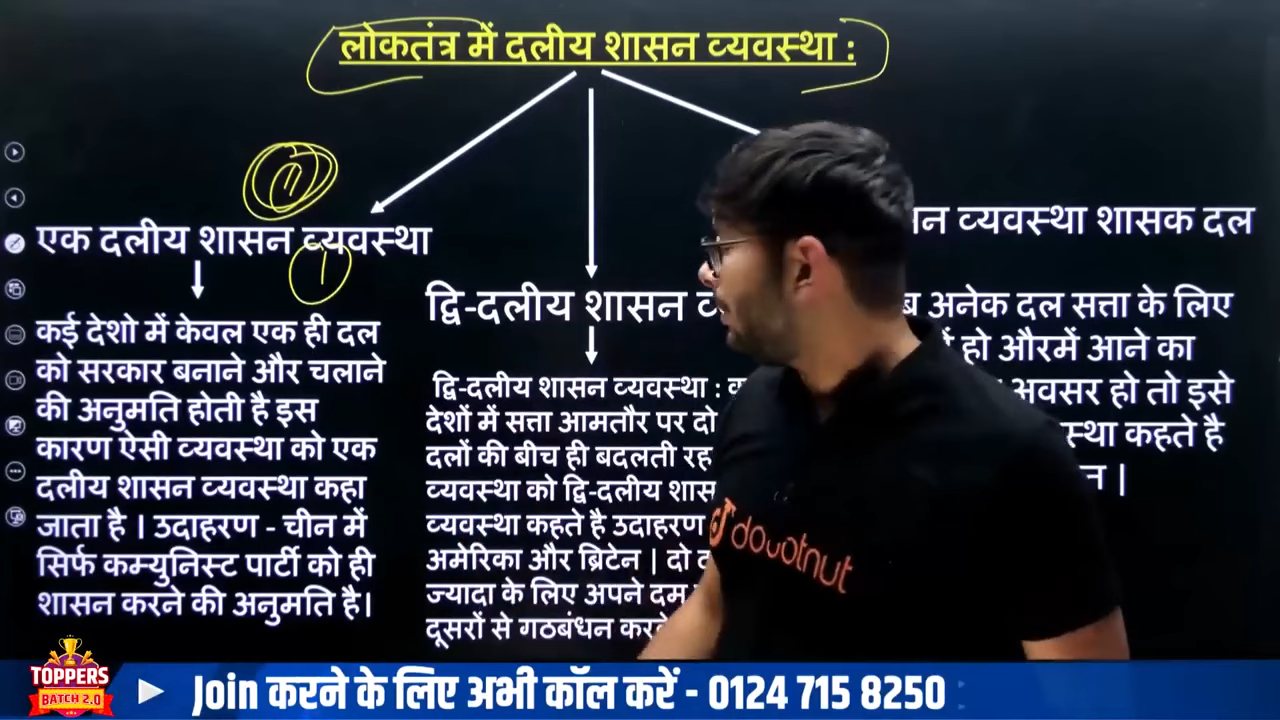 लोकतंत्र में दलीय शासन व्यवस्था :
एक दलीय शासन व्यवस्था
कई देशो में केवल एक ही दल
को सरकार बनाने और चलाने
की अनुमति होती है इस
कारण ऐसी व्यवस्था को एक
दलीय शासन व्यवस्था कहा
जाता है । उदाहरण - चीन में
सिर्फ कम्युनिस्ट पार्टी को ही
शासन करने की अनुमति है।
द्वि-दलीय शासन
द्वि-दलीय शासन व्यवस्था :
देशों में सत्ता आमतौर पर दो
दलों की बीच ही बदलती रह
व्यवस्था को द्वि-दलीय शास
व्यवस्था कहते है उदाहरण
अमेरिका और ब्रिटेन | दो
ज्यादा के लिए अपने दम
दूसरों से गठबंधन करते
व्यवस्था शासक दल
अनेक दल सत्ता के लिए
हो औरमें आने का
अवसर हो तो इसे
स्था कहते है
न |
doubtnut
TOPPERS
BATCH 2.0
Join करने के लिए अभी कॉल करें - 0124 715 8250